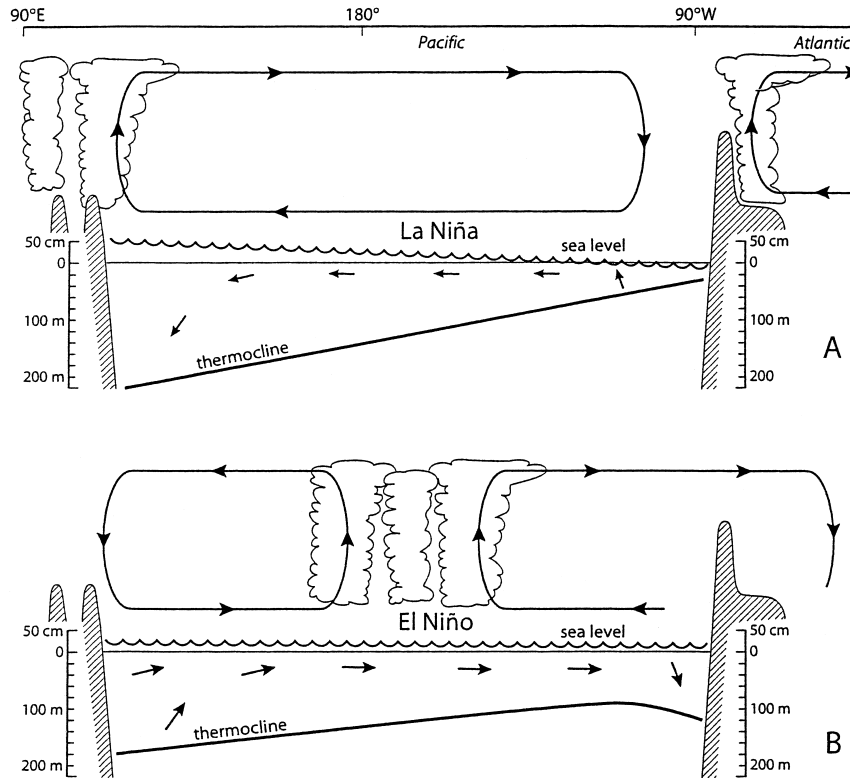 90°E 180° 90°W
Pacific Atlantic
La Niña
50 cm sea level 50 cm
0 0
100 m 100 m
thermocline A
200 m 200
El Niño
50 cm sea level 50 cm
0 0
100 m 100 m
thermocline B
200 m 200 m